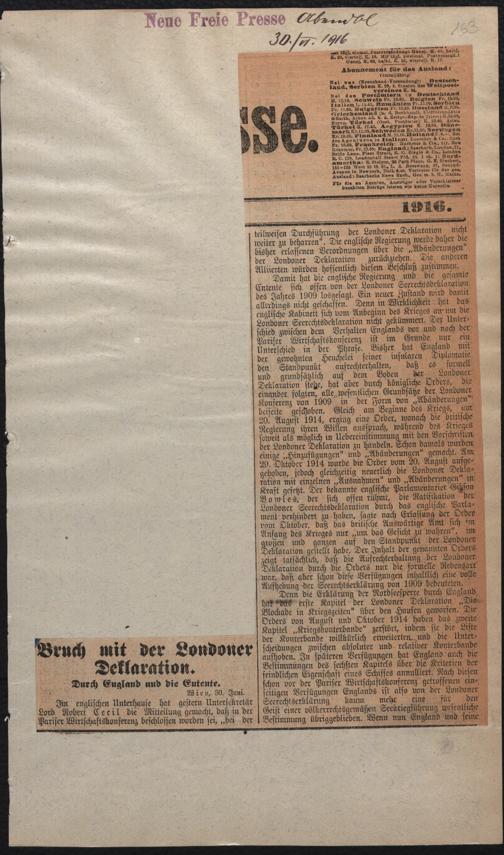 Neue Freie Presse Abendbl
30./VI. 1916
163
Abonnement für das Ausland:
Für die
sse.
1916.
Bruch mit der Londoner
Deklaration.
Durch England und die Entente.
Wien, 30. Juni.
Im englischen Unterhause hat gestern Unterstaatssekretär
Lord Robert Cecil die Mitteilung gemacht, daß in der
Pariser Wirtschaftskonferenz beschlossen worden sei, „bei der
teilweisen Durchführung der Londoner Deklaration nicht
weiter zu beharren“. Die englische Regierung werde daher die
bisher erlassenen Verordnungen über die „Abänderungen“
der Londoner Deklaration zurückziehen. Die anderen
Alliierten würden hoffentlich diesem Beschluß zustimmen.
Damit hat die englische Regierung und die gesamte
Entente sich offen von der Londoner Seerechtsdeklaration
des Jahres 1909 losgesagt. Ein neuer Zustand wird damit
allerdings nicht geschaffen. Denn in Wirklichkeit hat das
englische Kabinett sich vom Anbeginn des Krieges an um die
Londoner Seerechtsdeklaration nicht gekümmert. Der Unter-
schied zwischen dem Verhalten Englands vor und nach der
Pariser Wirtschaftskonferenz ist im Grunde nur ein
Unterschied in der Phrase. Bisher hat England mit
der gewohnten Heuchelei seiner insularen Diplomatie
den Standpunkt aufrechterhalten, daß es formell
und grundsätzlich auf dem Boden der Londoner
Deklaration stehe, hat aber durch königliche Orders, die
einander folgten, alle wesentlichen Grundsätze der Londoner
Konferenz von 1909 in der Form von „Abänderungen“
beiseite geschoben. Gleich am Beginne des Kriegs, am
20. August 1914, erging eine Order, wonach die britische
Regierung ihren Willen aussprach, während des Krieges
soweit als möglich in Uebereinstimmung mit den Vorschriften
der Londoner Deklaration zu handeln. Schon damals wurden
einige „Hinzufügungen“ und „Abänderungen“ gemacht. Am
29. Oktober 1914 wurde die Order vom 20. August aufge-
gehoben, jedoch gleichzeitig neuerlich die Londoner Dekla-
ration mit einzelnen „Ausnahmen“ und „Abänderungen“ in
Kraft gesetzt. Der bekannte englische Parlamentarier Gibson
Bowles, der sich offen rühmt, die Ratifikation der
Londoner Seerechtsdeklaration durch das englische Parla-
ment verhindert zu haben, sagte nach Erlassung der Order
vom Oktober, daß das britische Auswärtige Amt sich im
Anfang des Krieges nur „um das Gesicht zu wahren“, im
großen und ganzen auf den Standpunkt der Londoner
Deklaration gestellt habe. Der Inhalt der genannten Orders
zeigt tatsächlich, daß die Aufrechterhaltung der Londoner
Deklaration durch die Orders nur die formelle Redensart
war, daß aber schon diese Verfügungen inhaltlich eine volle
Aufhebung der Seerechtserklärung von 1909 bedeuteten.
Denn die Erklärung der Nordseesperre durch England
hat das erste Kapitel der Londoner Deklaration „Die
Blockade in Kriegszeiten“ über den Haufen geworfen. Die
Orders von August und Oktober 1914 haben das zweite
Kapitel „Kriegskonterbande“ zerstört, indem sie die Liste
der Konterbande willkürlich erweiterten und die Unter-
scheidungen zwischen absoluter und relativer Konterbande
aufhoben. In späteren Verfügungen hat England auch die
Bestimmungen des sechsten Kapitels über die Kriterien der
feindlichen Eigenschaft eines Schiffes annulliert. Nach diesen
schon vor der Pariser Wirtschaftskonferenz getroffenen ein-
seitigen Verfügungen Englands ist also von der Londoner
Seerechtserklärung kaum mehr eine für den
Geist einer völkerrechtsgemäßen Seekriegführung wesentliche
Bestimmung übriggeblieben. Wenn nun England und seine